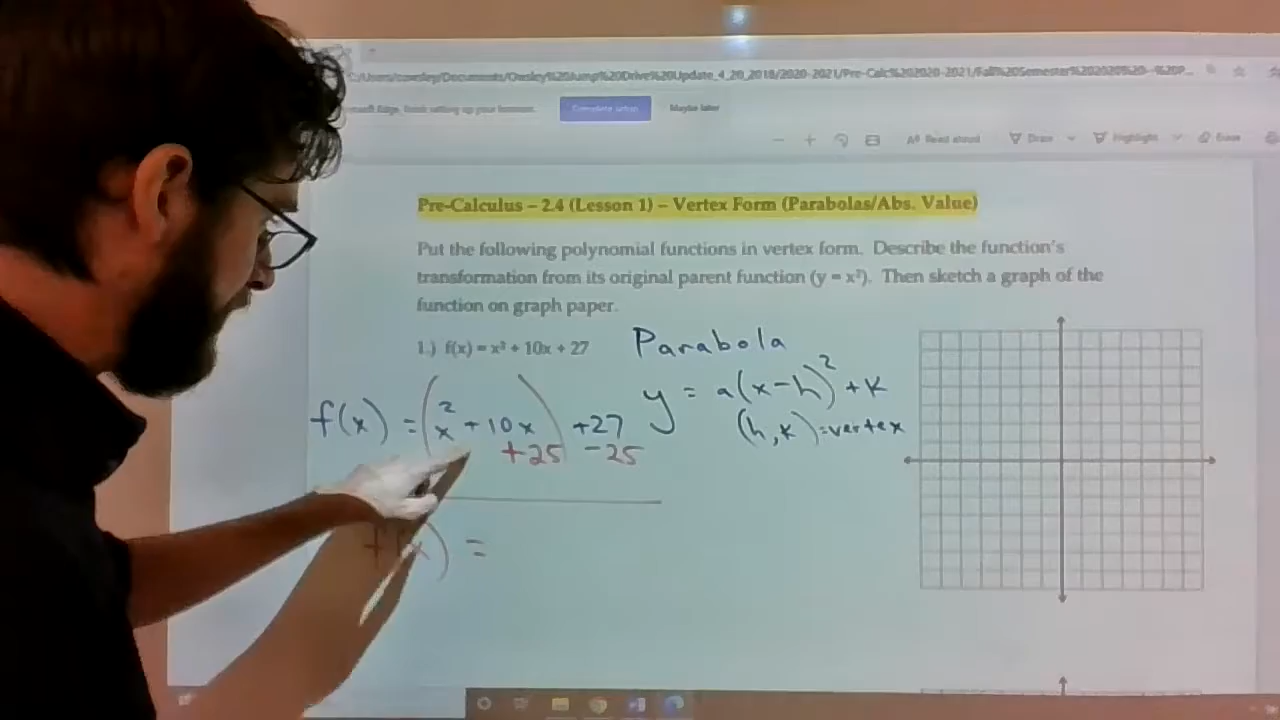 Complete setup
Maybe later
Read aloud
Draw
Highlight
Erase
Pre-Calculus – 2.4 (Lesson 1) – Vertex Form (Parabolas/Abs. Value)
Put the following polynomial functions in vertex form. Describe the function's
transformation from its original parent function (y = x²). Then sketch a graph of the
function on graph paper.
1.) f(x) = x² + 10x + 27
Parabola
y = a(x-h)² + k
(h,k)=vertex
f(x) = (x² + 10x ) +27
+25 -25
f(x) =